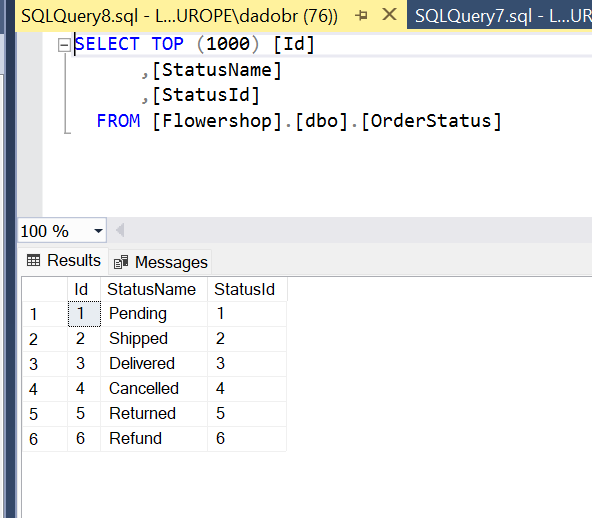 SQLQuery8.sql - L...UROPE\dadobr (76)) SQLQuery7.sql - L...UR
SELECT TOP (1000) [Id]
,[StatusName]
,[StatusId]
FROM [Flowershop].[dbo].[OrderStatus]
100 %
Results Messages
Id StatusName StatusId
1 1 Pending 1
2 2 Shipped 2
3 3 Delivered 3
4 4 Cancelled 4
5 5 Returned 5
6 6 Refund 6